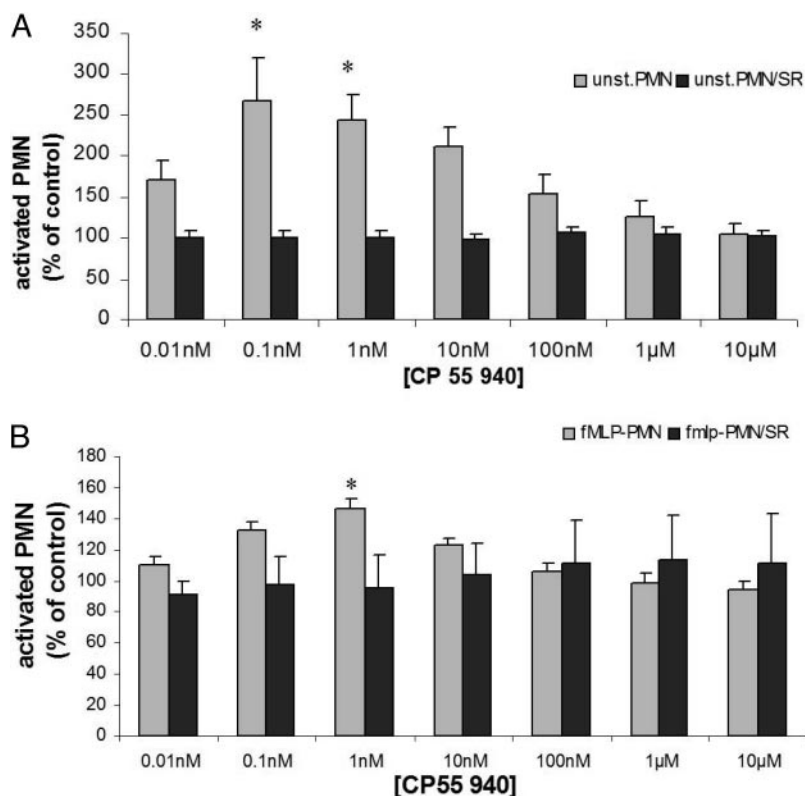 A
activated PMN
(% of control)
350
300
250
200
150
100
50
0
*
*
unst.PMN
unst.PMN/SR
0.01nM
0.1nM
1nM
10nM
100nM
1µM
10µM
[CP 55 940]
B
activated PMN
(% of control)
180
160
140
120
100
80
60
40
20
0
*
fMLP-PMN
fmlp-PMN/SR
0.01nM
0.1nM
1nM
10nM
100nM
1µM
10µM
[CP55 940]